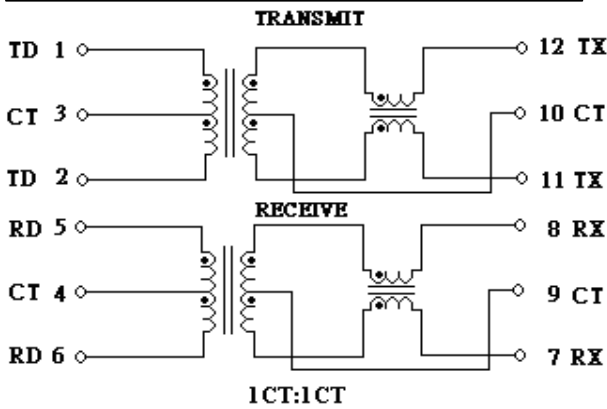 TRANSMIT
TD 1
12 TX
CT 3
10 CT
TD 2
11 TX
RECEIVE
RD 5
8 RX
CT 4
9 CT
RD 6
7 RX
1CT:1CT